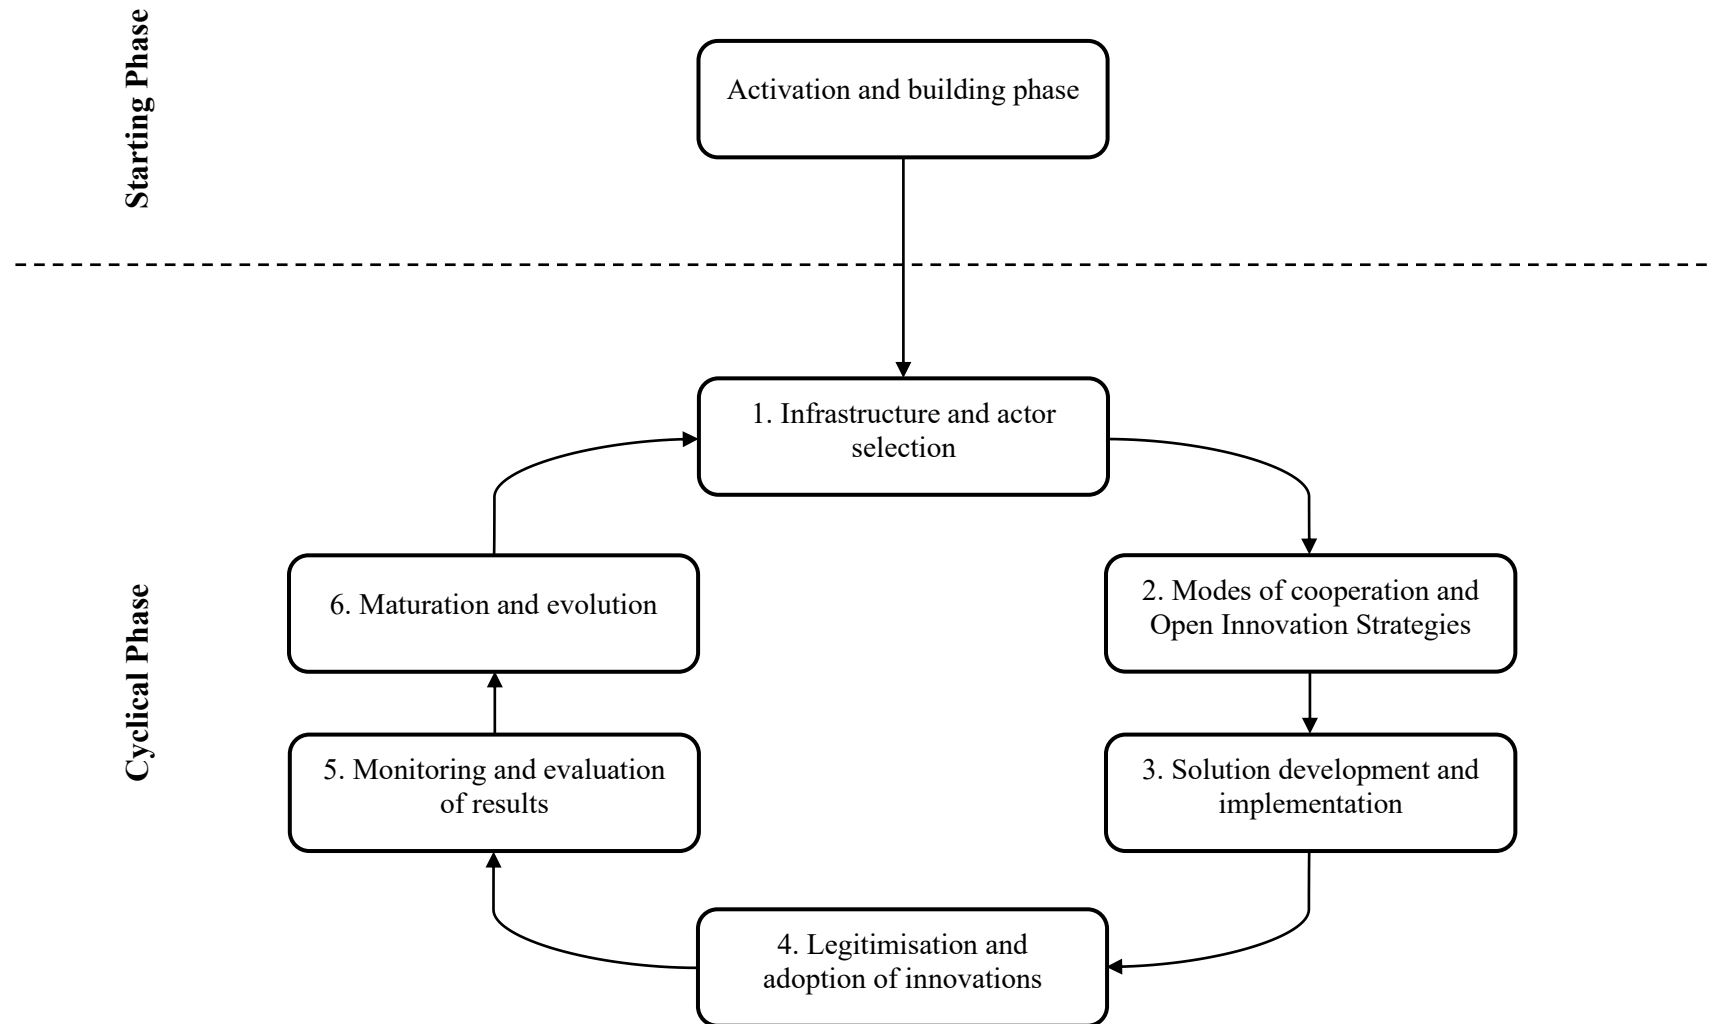 Starting Phase
Activation and building phase
Cyclical Phase
1. Infrastructure and actor
selection
2. Modes of cooperation and
Open Innovation Strategies
3. Solution development and
implementation
4. Legitimisation and
adoption of innovations
5. Monitoring and evaluation
of results
6. Maturation and evolution